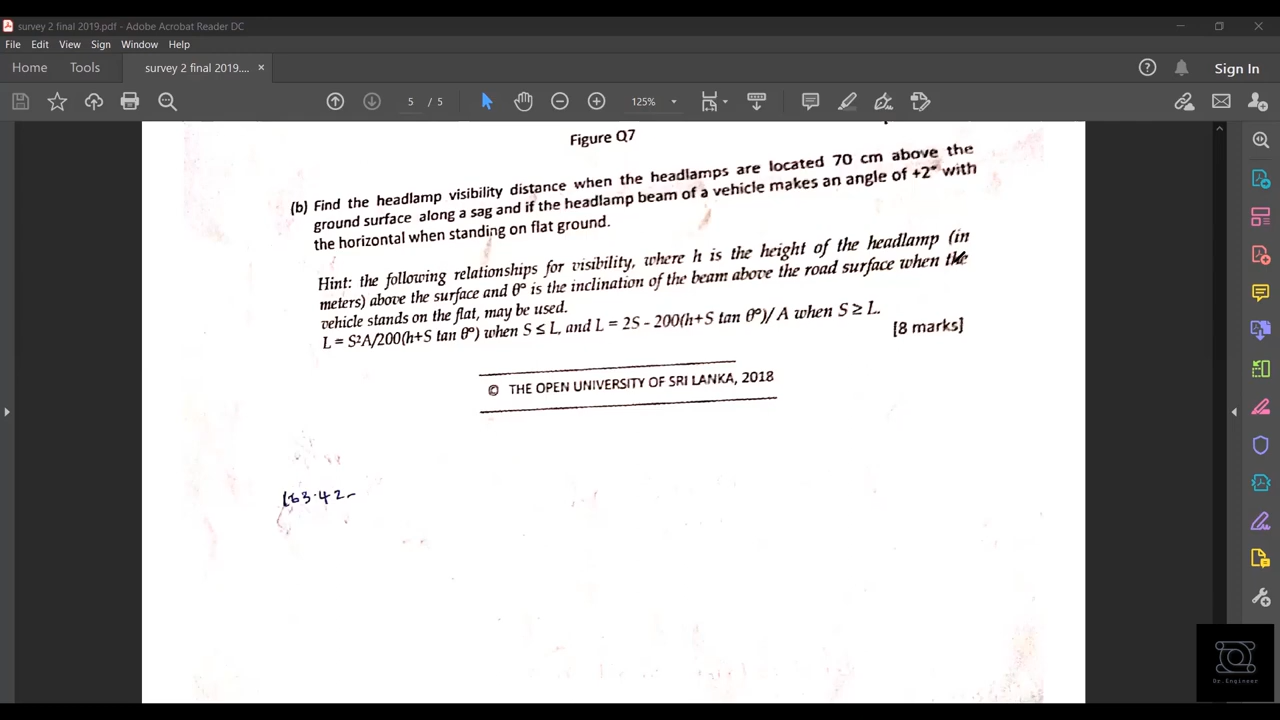 survey 2 final 2019.pdf - Adobe Acrobat Reader DC
File Edit View Sign Window Help
Home Tools survey 2 final 2019.... × Sign In
5 / 5 125%
Figure Q7
(b) Find the headlamp visibility distance when the headlamps are located 70 cm above the
ground surface along a sag and if the headlamp beam of a vehicle makes an angle of +2° with
the horizontal when standing on flat ground.
Hint: the following relationships for visibility, where h is the height of the headlamp (in
meters) above the surface and θ° is the inclination of the beam above the road surface when the
vehicle stands on the flat, may be used.
L = S²A/200(h+S tan θ°) when S ≤ L, and L = 2S - 200(h+S tan θ°)/ A when S ≥ L.
[8 marks]
© THE OPEN UNIVERSITY OF SRI LANKA, 2018
163.42-
Dr.Engineer